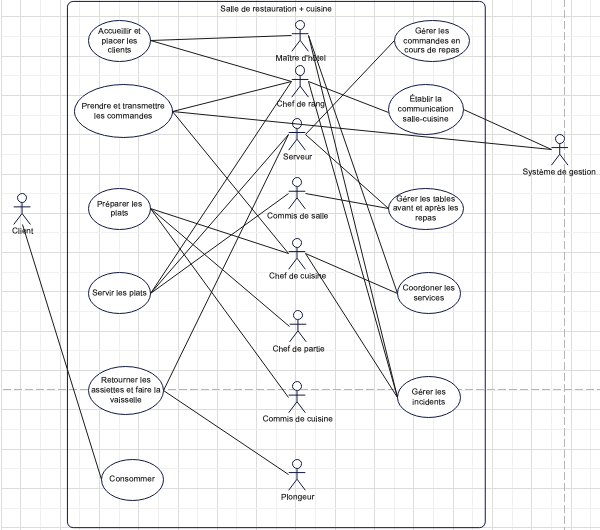 Salle de restauration + cuisine
Accueillir et
placer les
clients
Maître d'hôtel
Gérer les
commandes en
cours de repas
Prendre et transmettre
les commandes
Chef de rang
Établir la
communication
salle-cuisine
Serveur
Système de gestion
Client
Préparer les
plats
Commis de salle
Gérer les tables
avant et après les
repas
Servir les plats
Chef de cuisine
Coordoner les
services
Chef de partie
Retourner les
assiettes et faire la
vaisselle
Commis de cuisine
Gérer les
incidents
Consommer
Plongeur